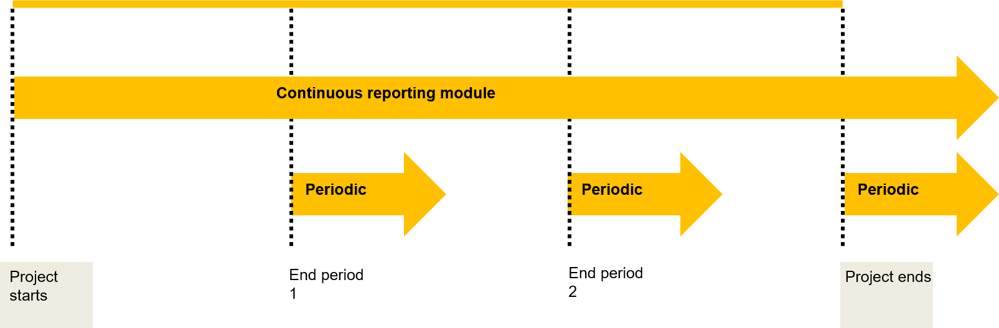 Continuous reporting module
Periodic
Periodic
Periodic
Project
starts
End period
1
End period
2
Project ends